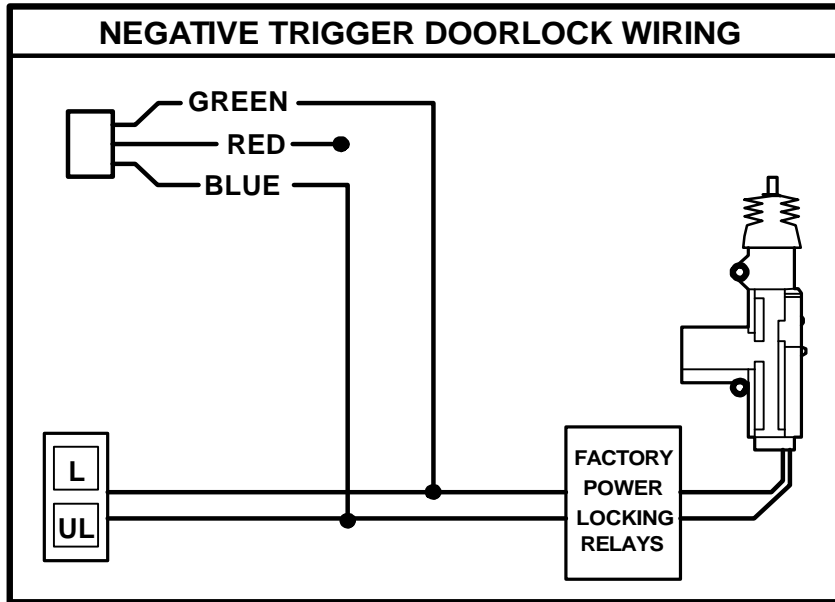 NEGATIVE TRIGGER DOORLOCK WIRING
GREEN
RED
BLUE
L
UL
FACTORY
POWER
LOCKING
RELAYS